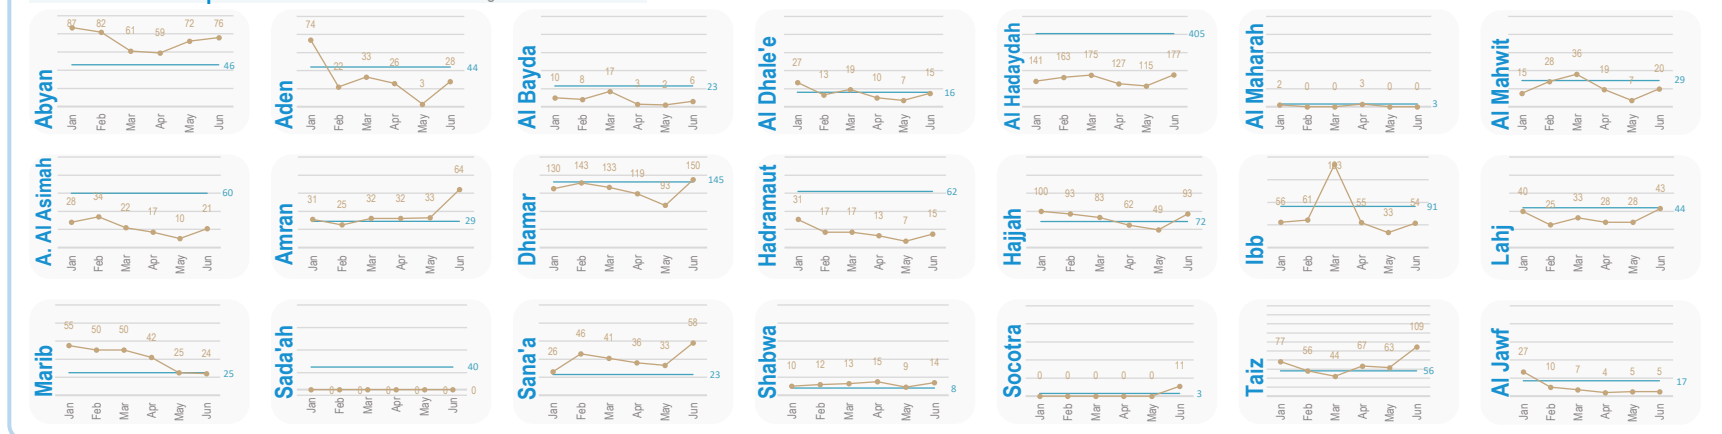 Abyan
87 82 61 59 72 76 46
Jan Feb Mar Apr May Jun
Aden
74 22 33 26 3 28 44
Jan Feb Mar Apr May Jun
Al Bayda
10 8 17 3 2 6 23
Jan Feb Mar Apr May Jun
Al Dhale'e
27 13 19 10 7 15 16
Jan Feb Mar Apr May Jun
Al Hadaydah
141 163 175 127 115 177 405
Jan Feb Mar Apr May Jun
Al Maharah
2 0 0 3 0 0 3
Jan Feb Mar Apr May Jun
Al Mahwit
15 28 36 19 7 20 29
Jan Feb Mar Apr May Jun
A. Al Asimah
28 34 22 17 10 21 60
Jan Feb Mar Apr May Jun
Amran
31 25 32 32 33 64 29
Jan Feb Mar Apr May Jun
Dhamar
130 143 133 119 93 150 145
Jan Feb Mar Apr May Jun
Hadramaut
31 17 17 13 7 15 62
Jan Feb Mar Apr May Jun
Hajjah
100 93 83 62 49 93 72
Jan Feb Mar Apr May Jun
Ibb
56 61 55 33 54 91
Jan Feb Mar Apr May Jun
Lahj
40 25 33 28 28 43 44
Jan Feb Mar Apr May Jun
Marib
55 50 50 42 25 24 25
Jan Feb Mar Apr May Jun
Sada'ah
0 0 0 0 0 0 40
Jan Feb Mar Apr May Jun
Sana'a
26 46 41 36 33 58 23
Jan Feb Mar Apr May Jun
Shabwa
10 12 13 15 9 14 8
Jan Feb Mar Apr May Jun
Socotra
0 0 0 0 0 11 3
Jan Feb Mar Apr May Jun
Taiz
77 56 44 67 63 109 56
Jan Feb Mar Apr May Jun
Al Jawf
27 10 7 4 5 5 17
Jan Feb Mar Apr May Jun